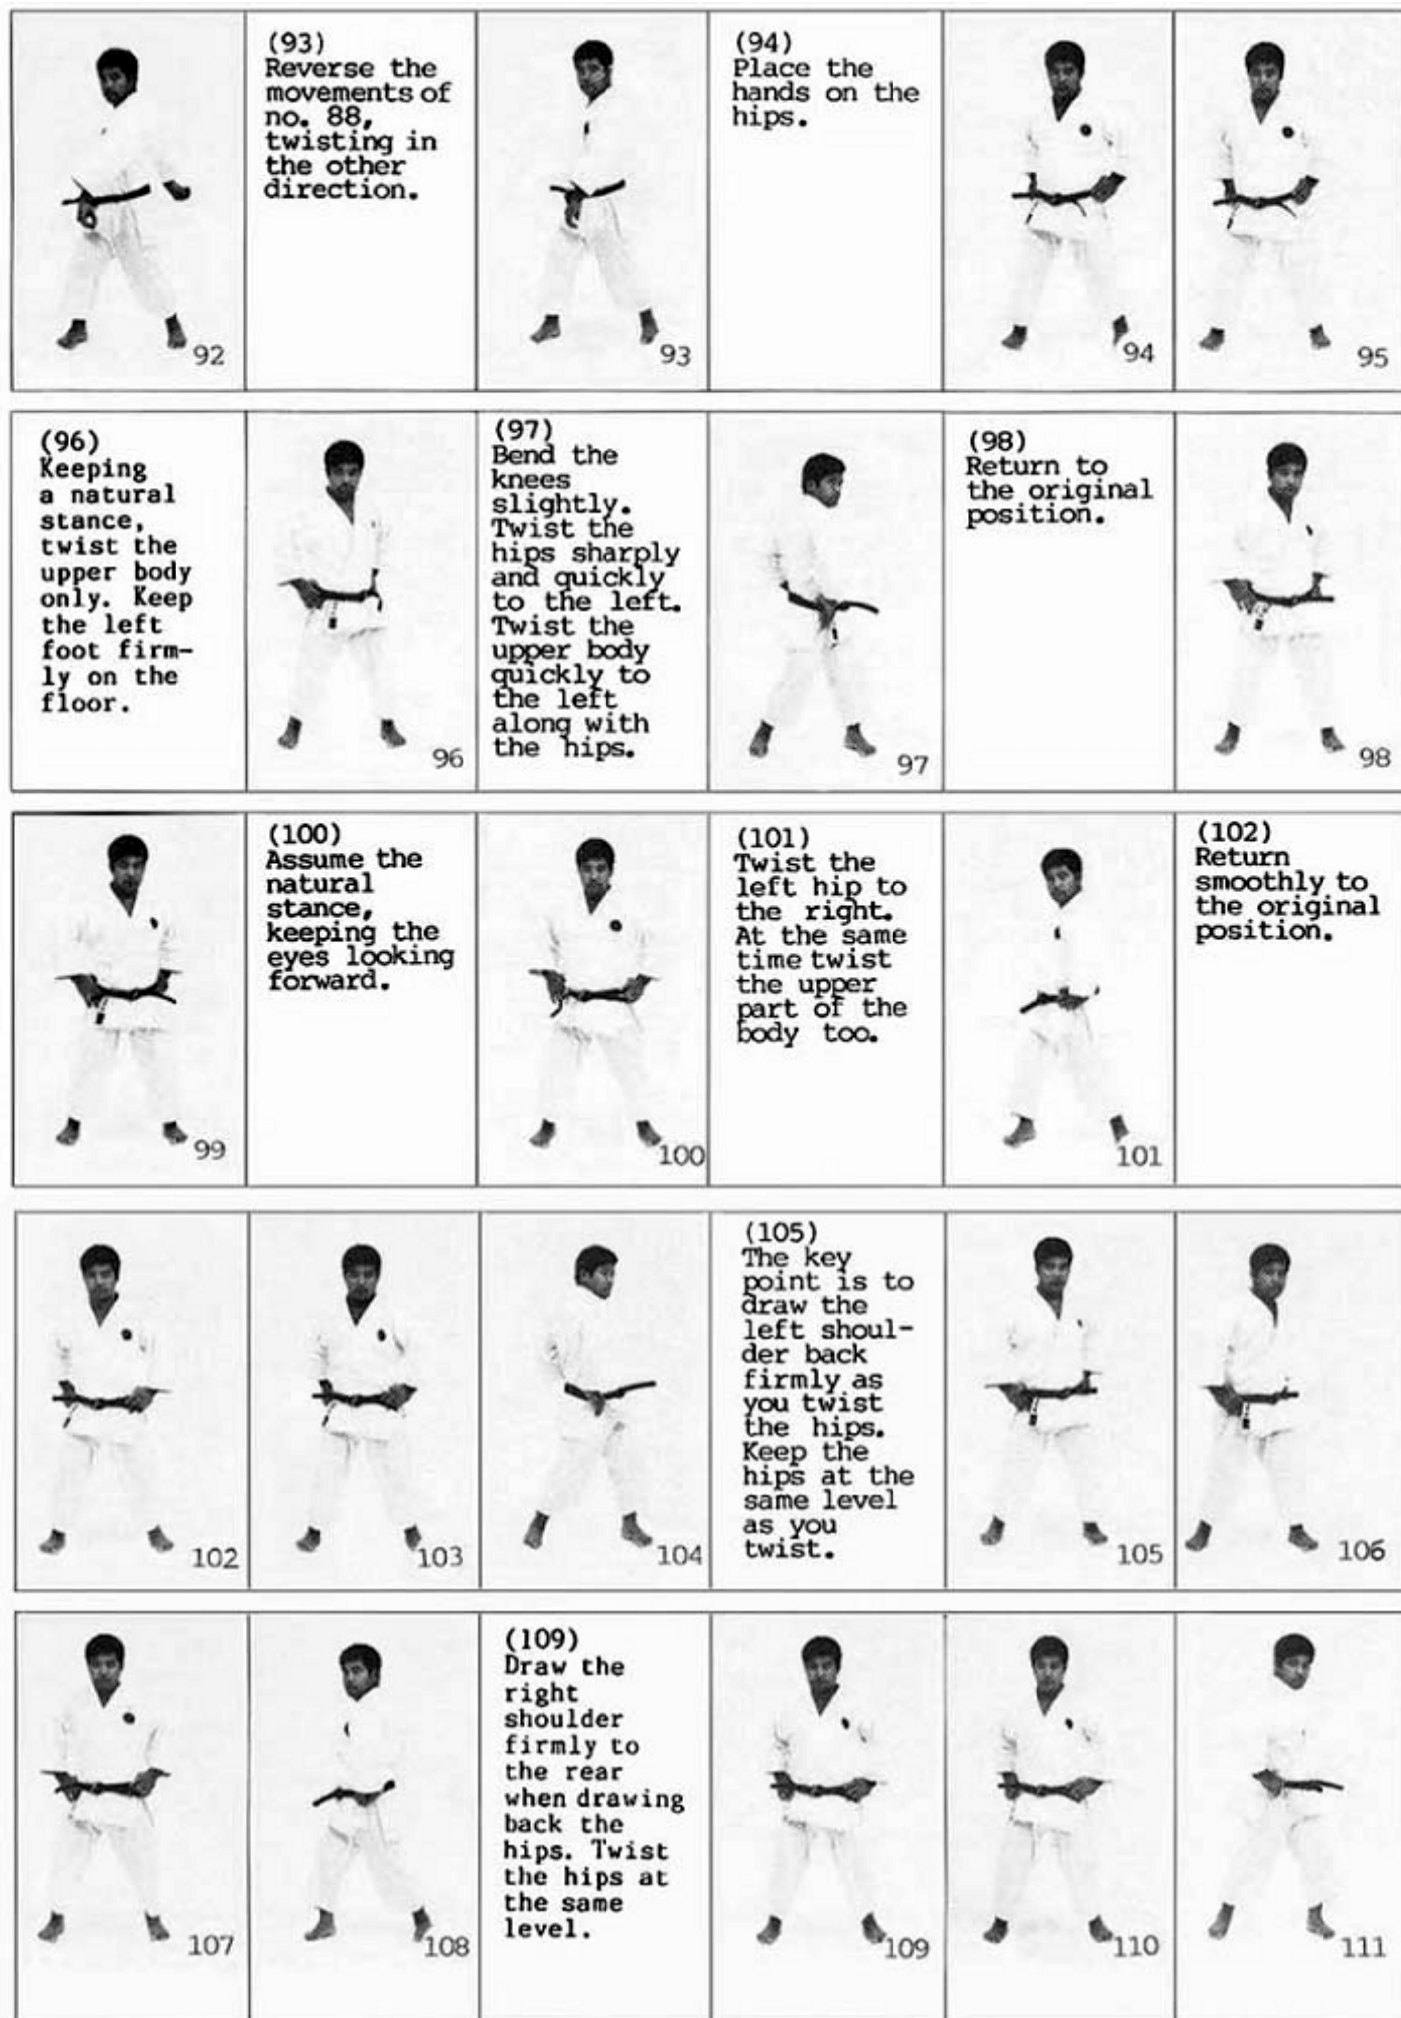 92
(93)
Reverse the
movements of
no. 88,
twisting in
the other
direction.
93
(94)
Place the
hands on the
hips.
94
95
(96)
Keeping
a natural
stance,
twist the
upper body
only. Keep
the left
foot firm-
ly on the
floor.
96
(97)
Bend the
knees
slightly.
Twist the
hips sharply
and quickly
to the left.
Twist the
upper body
quickly to
the left
along with
the hips.
97
(98)
Return to
the original
position.
98
99
(100)
Assume the
natural
stance,
keeping the
eyes looking
forward.
100
(101)
Twist the
left hip to
the right.
At the same
time twist
the upper
part of the
body too.
101
(102)
Return
smoothly to
the original
position.
102
103
104
(105)
The key
point is to
draw the
left shoul-
der back
firmly as
you twist
the hips.
Keep the
hips at the
same level
as you
twist.
105
106
107
108
(109)
Draw the
right
shoulder
firmly to
the rear
when drawing
back the
hips. Twist
the hips at
the same
level.
109
110
111